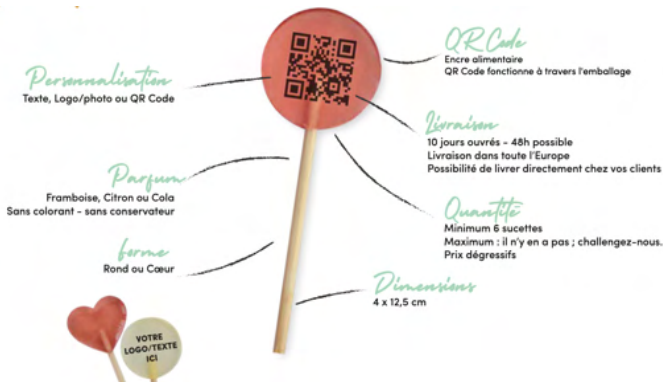 Personnalisation
Texte, Logo/photo ou QR Code
Parfum
Framboise, Citron ou Cola
Sans colorant - sans conservateur
forme
Rond ou Cœur
VOTRE
LOGO/TEXTE
ICI
QR Code
Encre alimentaire
QR Code fonctionne à travers l'emballage
Livraison
10 jours ouvrés - 48h possible
Livraison dans toute l'Europe
Possibilité de livrer directement chez vos clients
Quantité
Minimum 6 sucettes
Maximum : il n'y en a pas ; challengez-nous.
Prix dégressifs
Dimensions
4 x 12,5 cm